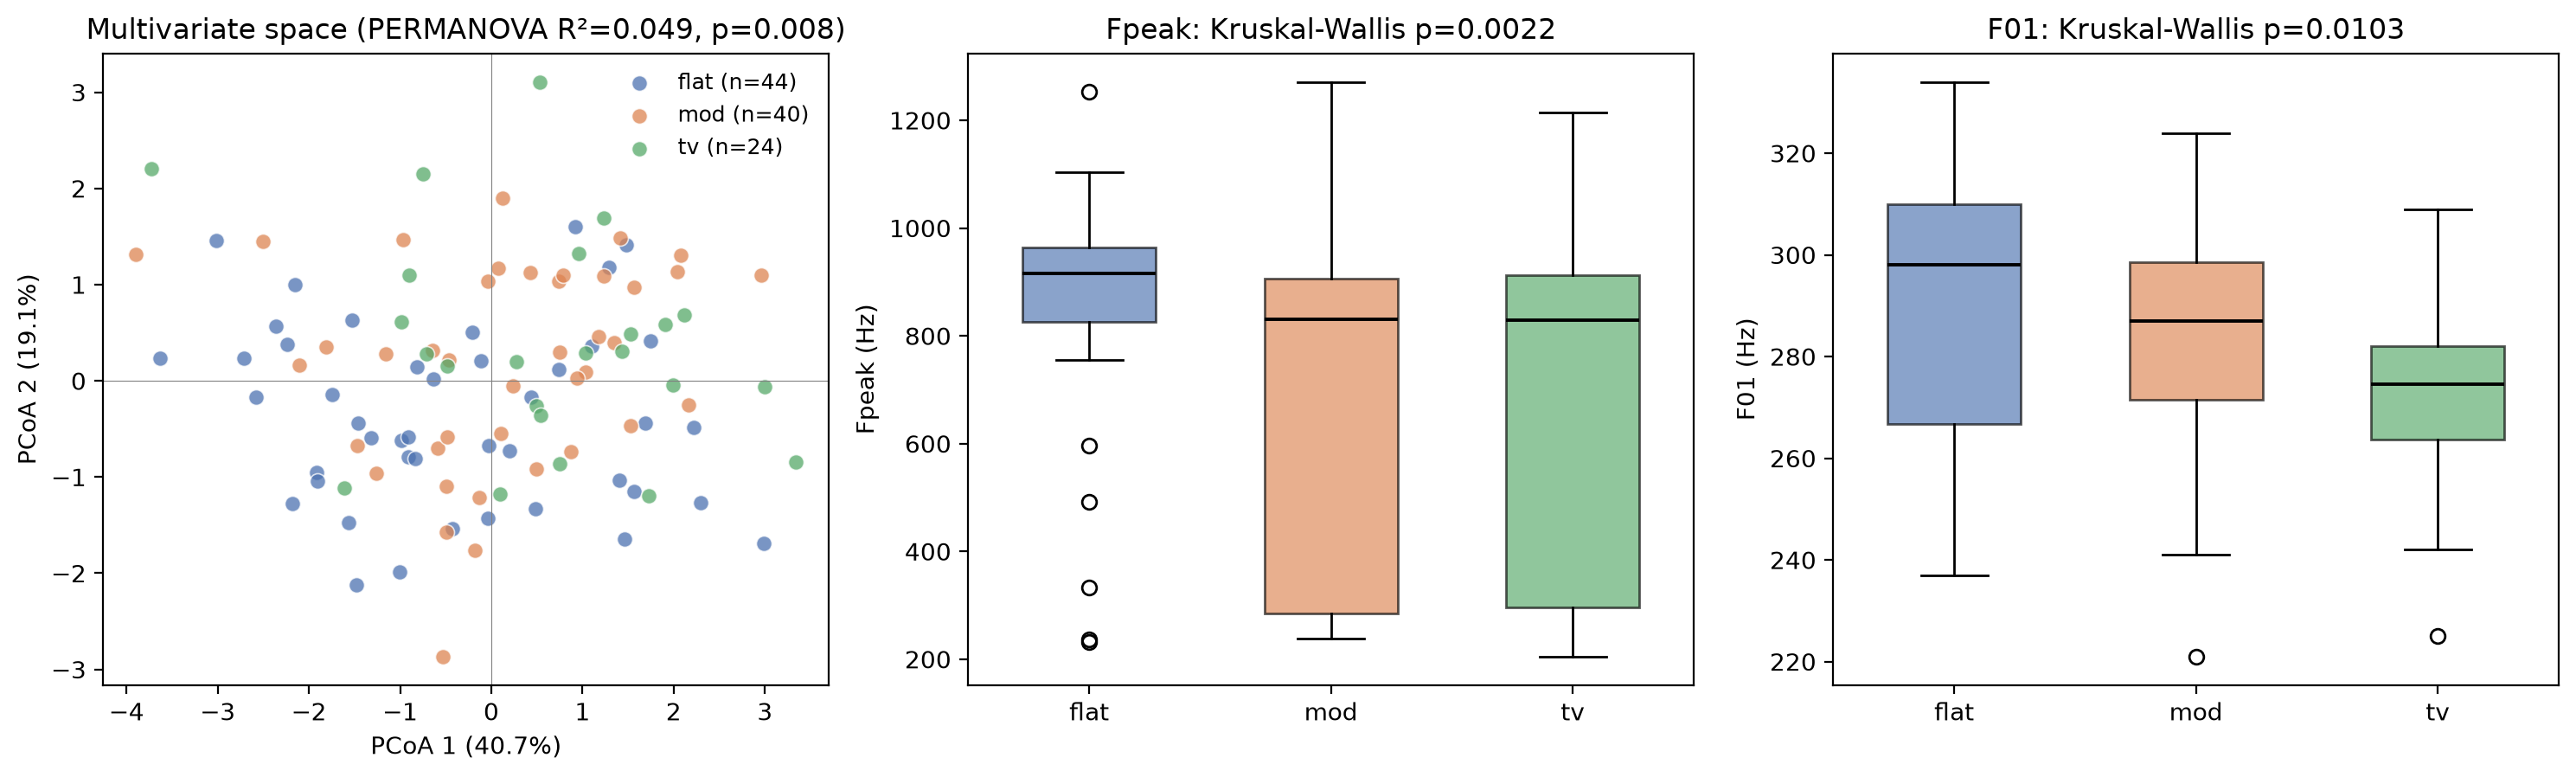 Multivariate space (PERMANOVA R²=0.049, p=0.008)
flat (n=44)
mod (n=40)
tv (n=24)
3
2
1
0
−1
−2
−3
PCoA 2 (19.1%)
−4 −3 −2 −1 0 1 2 3
PCoA 1 (40.7%)
Fpeak: Kruskal-Wallis p=0.0022
1200
1000
800
600
400
200
Fpeak (Hz)
flat mod tv
F01: Kruskal-Wallis p=0.0103
320
300
280
260
240
220
F01 (Hz)
flat mod tv